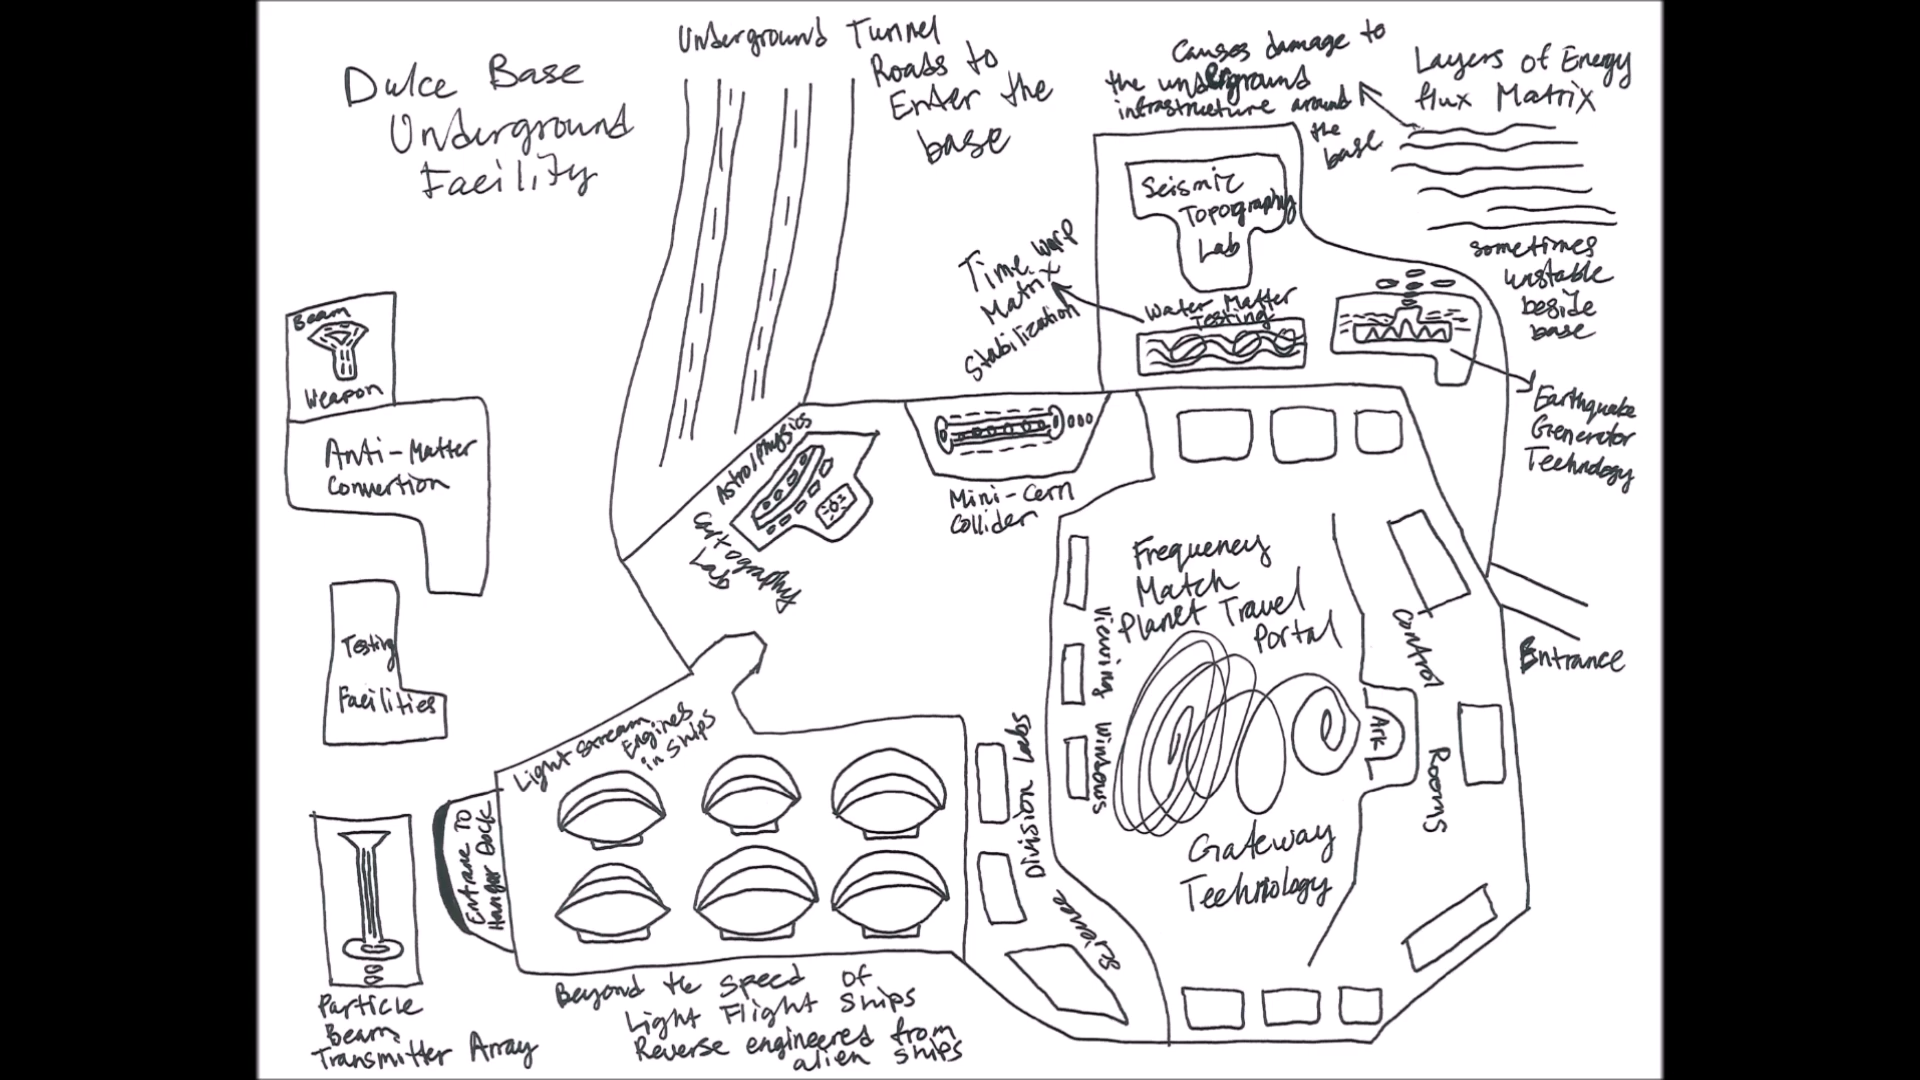 Dulce Base
Underground
Facility
Underground Tunnel
Roads to
Enter the
base
Causes damage to
the underground
infrastructure around
the
base
Layers of Energy
flux Matrix
sometimes
unstable
beside
base
Seismic
Topography
Lab
Time Warp
Matrix
Stabilization
Water Matter
Testing
Earthquake
Generator
Technology
Beam
Weapon
Anti-Matter
Convertion
Astrophysics
Cartography
Lab
Mini-Cern
Collider
Frequency
Match
Planet Travel
Portal
Viewing Windows
Control
Rooms
Ark
Entrance
Gateway
Technology
Testing
Facilities
Light stream
Engines
in ships
Entrane To
Hanger Dock
Division Labs
Science
Particle
Beam
Transmitter Array
Beyond the speed of
Light Flight Ships
Reverse engineered from
alien ships